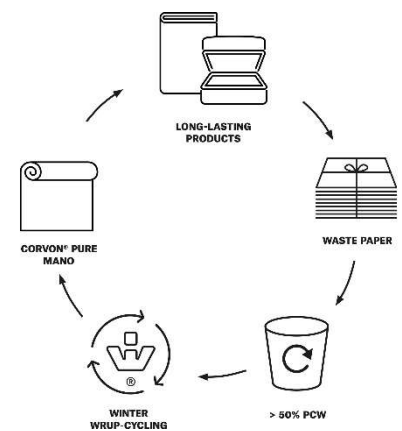 LONG-LASTING
PRODUCTS
WASTE PAPER
> 50% PCW
WINTER
WRUP-CYCLING
®
CORVON® PURE
MANO